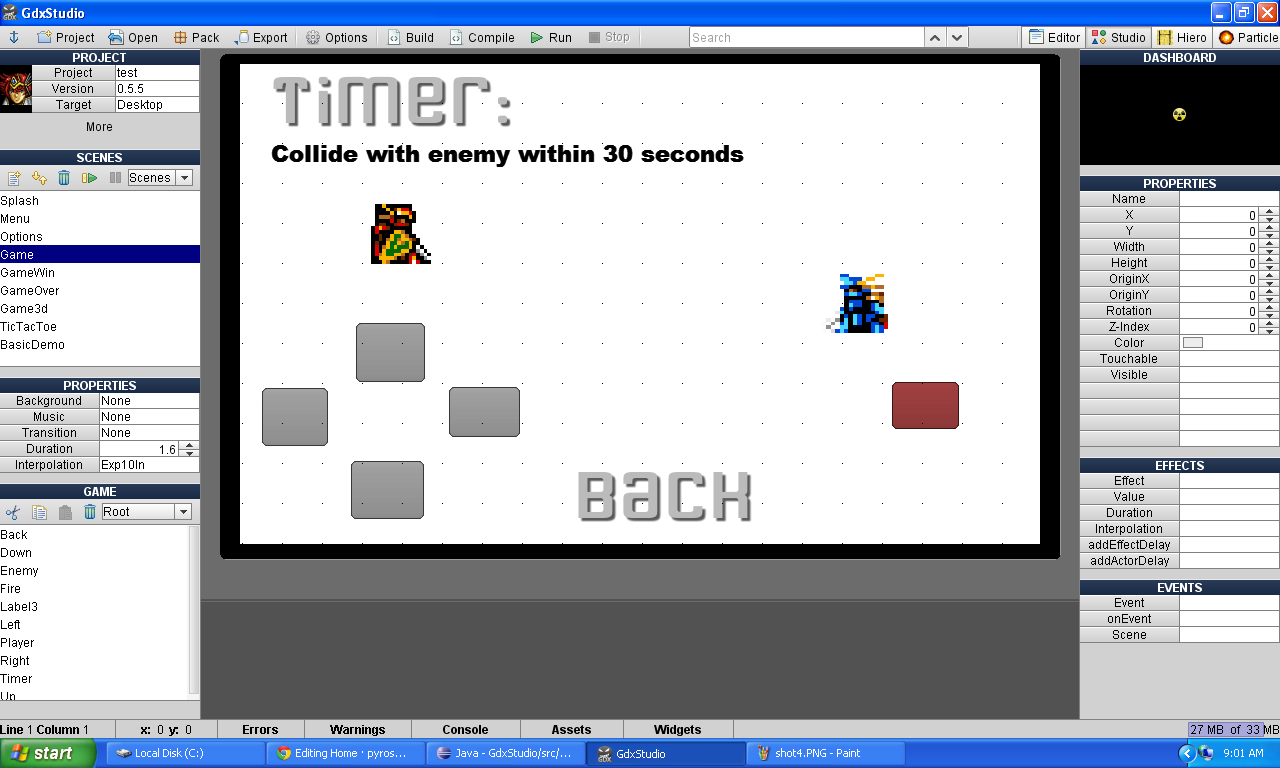 GdxStudio
Project Open Pack Export Options Build Compile Run Stop Search Editor Studio Hiero Particle
PROJECT
Project test
Version 0.5.5
Target Desktop
More
SCENES
Scenes
Splash
Menu
Options
Game
GameWin
GameOver
Game3d
TicTacToe
BasicDemo
PROPERTIES
Background None
Music None
Transition None
Duration 1.6
Interpolation Exp10In
GAME
Root
Back
Down
Enemy
Fire
Label3
Left
Player
Right
Timer
Up
Timer:
Collide with enemy within 30 seconds
Back
DASHBOARD
PROPERTIES
Name
X 0
Y 0
Width 0
Height 0
OriginX 0
OriginY 0
Rotation 0
Z-Index 0
Color
Touchable
Visible
EFFECTS
Effect
Value
Duration
Interpolation
addEffectDelay
addActorDelay
EVENTS
Event
onEvent
Scene
Line 1 Column 1 x: 0 y: 0 Errors Warnings Console Assets Widgets 27 MB of 33 MB
start Local Disk (C:) Editing Home · pyros... Java - GdxStudio/src/... GdxStudio shot4.PNG - Paint 9:01 AM